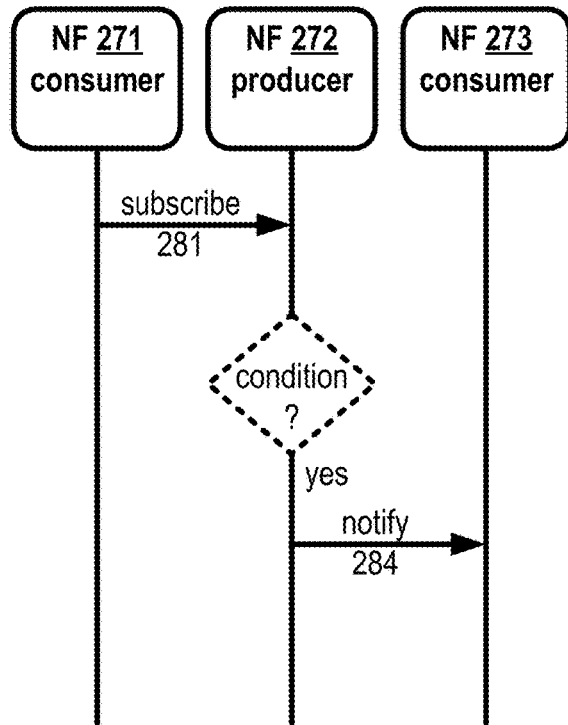 NF 271
consumer
NF 272
producer
NF 273
consumer
subscribe
281
condition
?
yes
notify
284